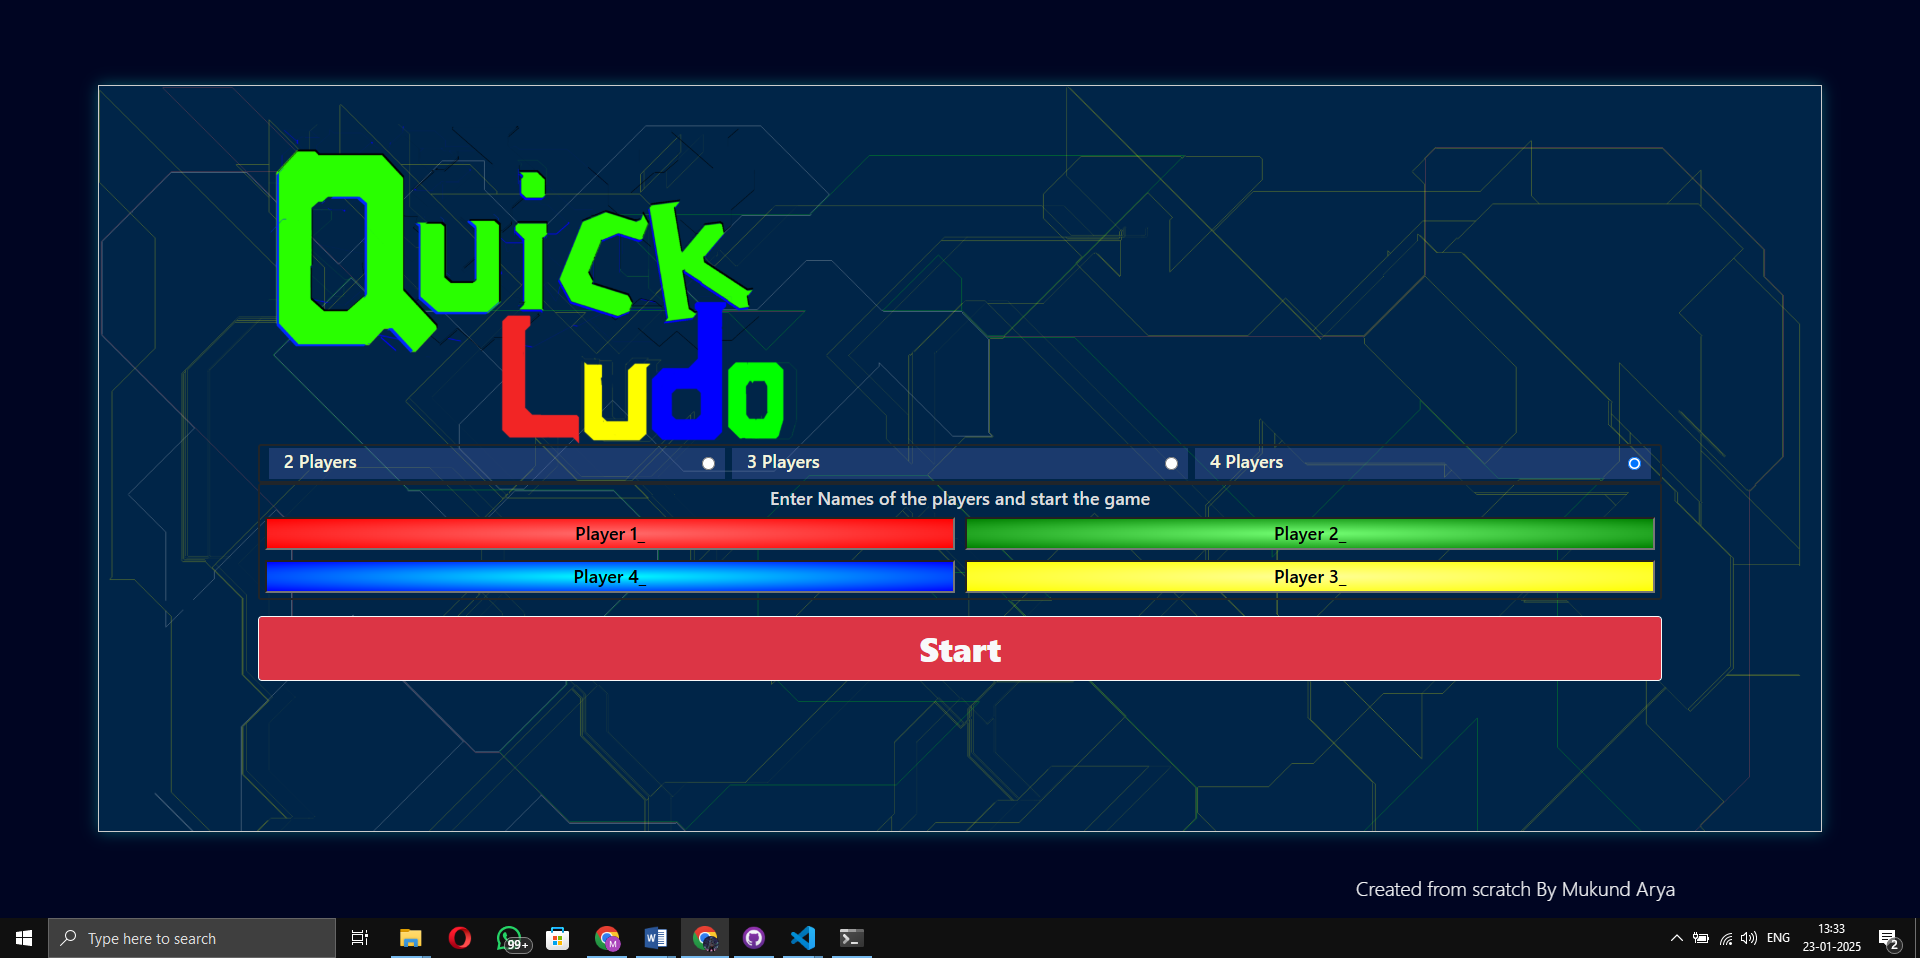 Quick
Ludo
2 Players
3 Players
4 Players
Enter Names of the players and start the game
Player 1_
Player 2_
Player 4_
Player 3_
Start
Created from scratch By Mukund Arya
Type here to search
99+
M
W
ENG
13:33
23-01-2025
2